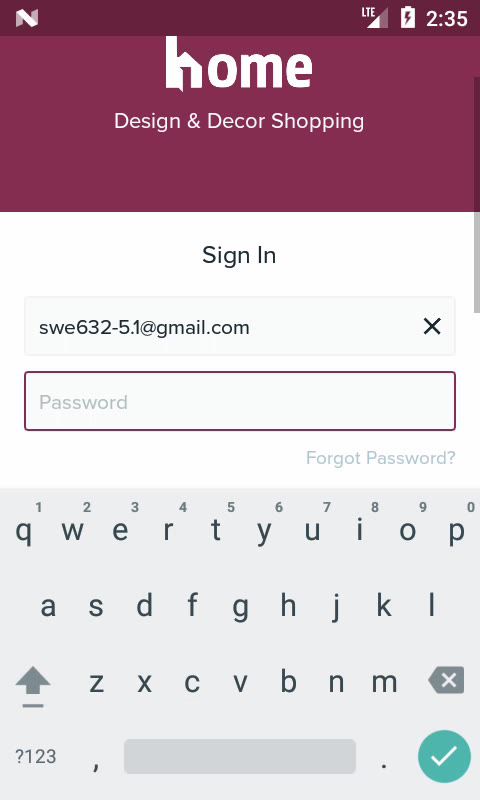 LTE 2:35
home
Design & Decor Shopping
Sign In
swe632-5.1@gmail.com
Password
Forgot Password?
1 2 3 4 5 6 7 8 9 0
q w e r t y u i o p
a s d f g h j k l
z x c v b n m
?123 , .